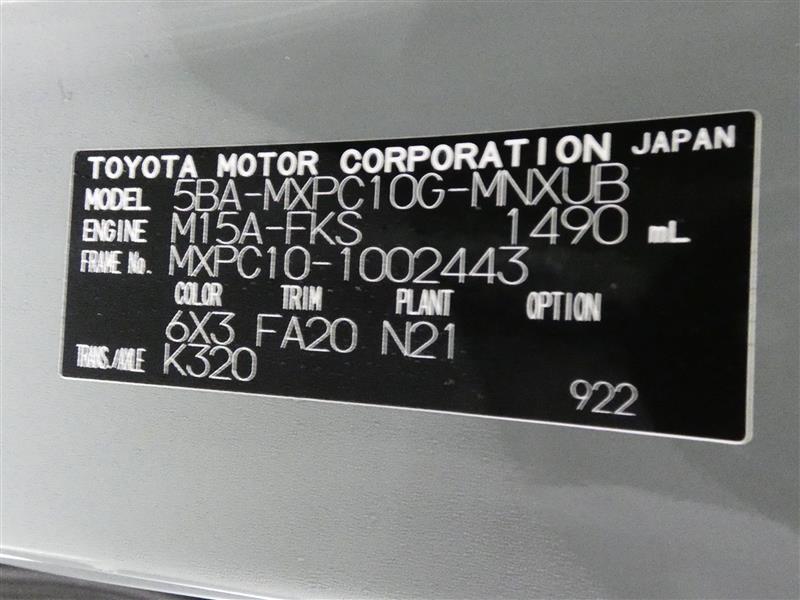 TOYOTA MOTOR CORPORATION JAPAN
MODEL 5BA-MXPC10G-MNXUB
ENGINE M15A-FKS 1490 mL
FRAME No. MXPC10-1002443
COLOR TRIM PLANT OPTION
6X3 FA20 N21
TRANS./AXLE K320
922